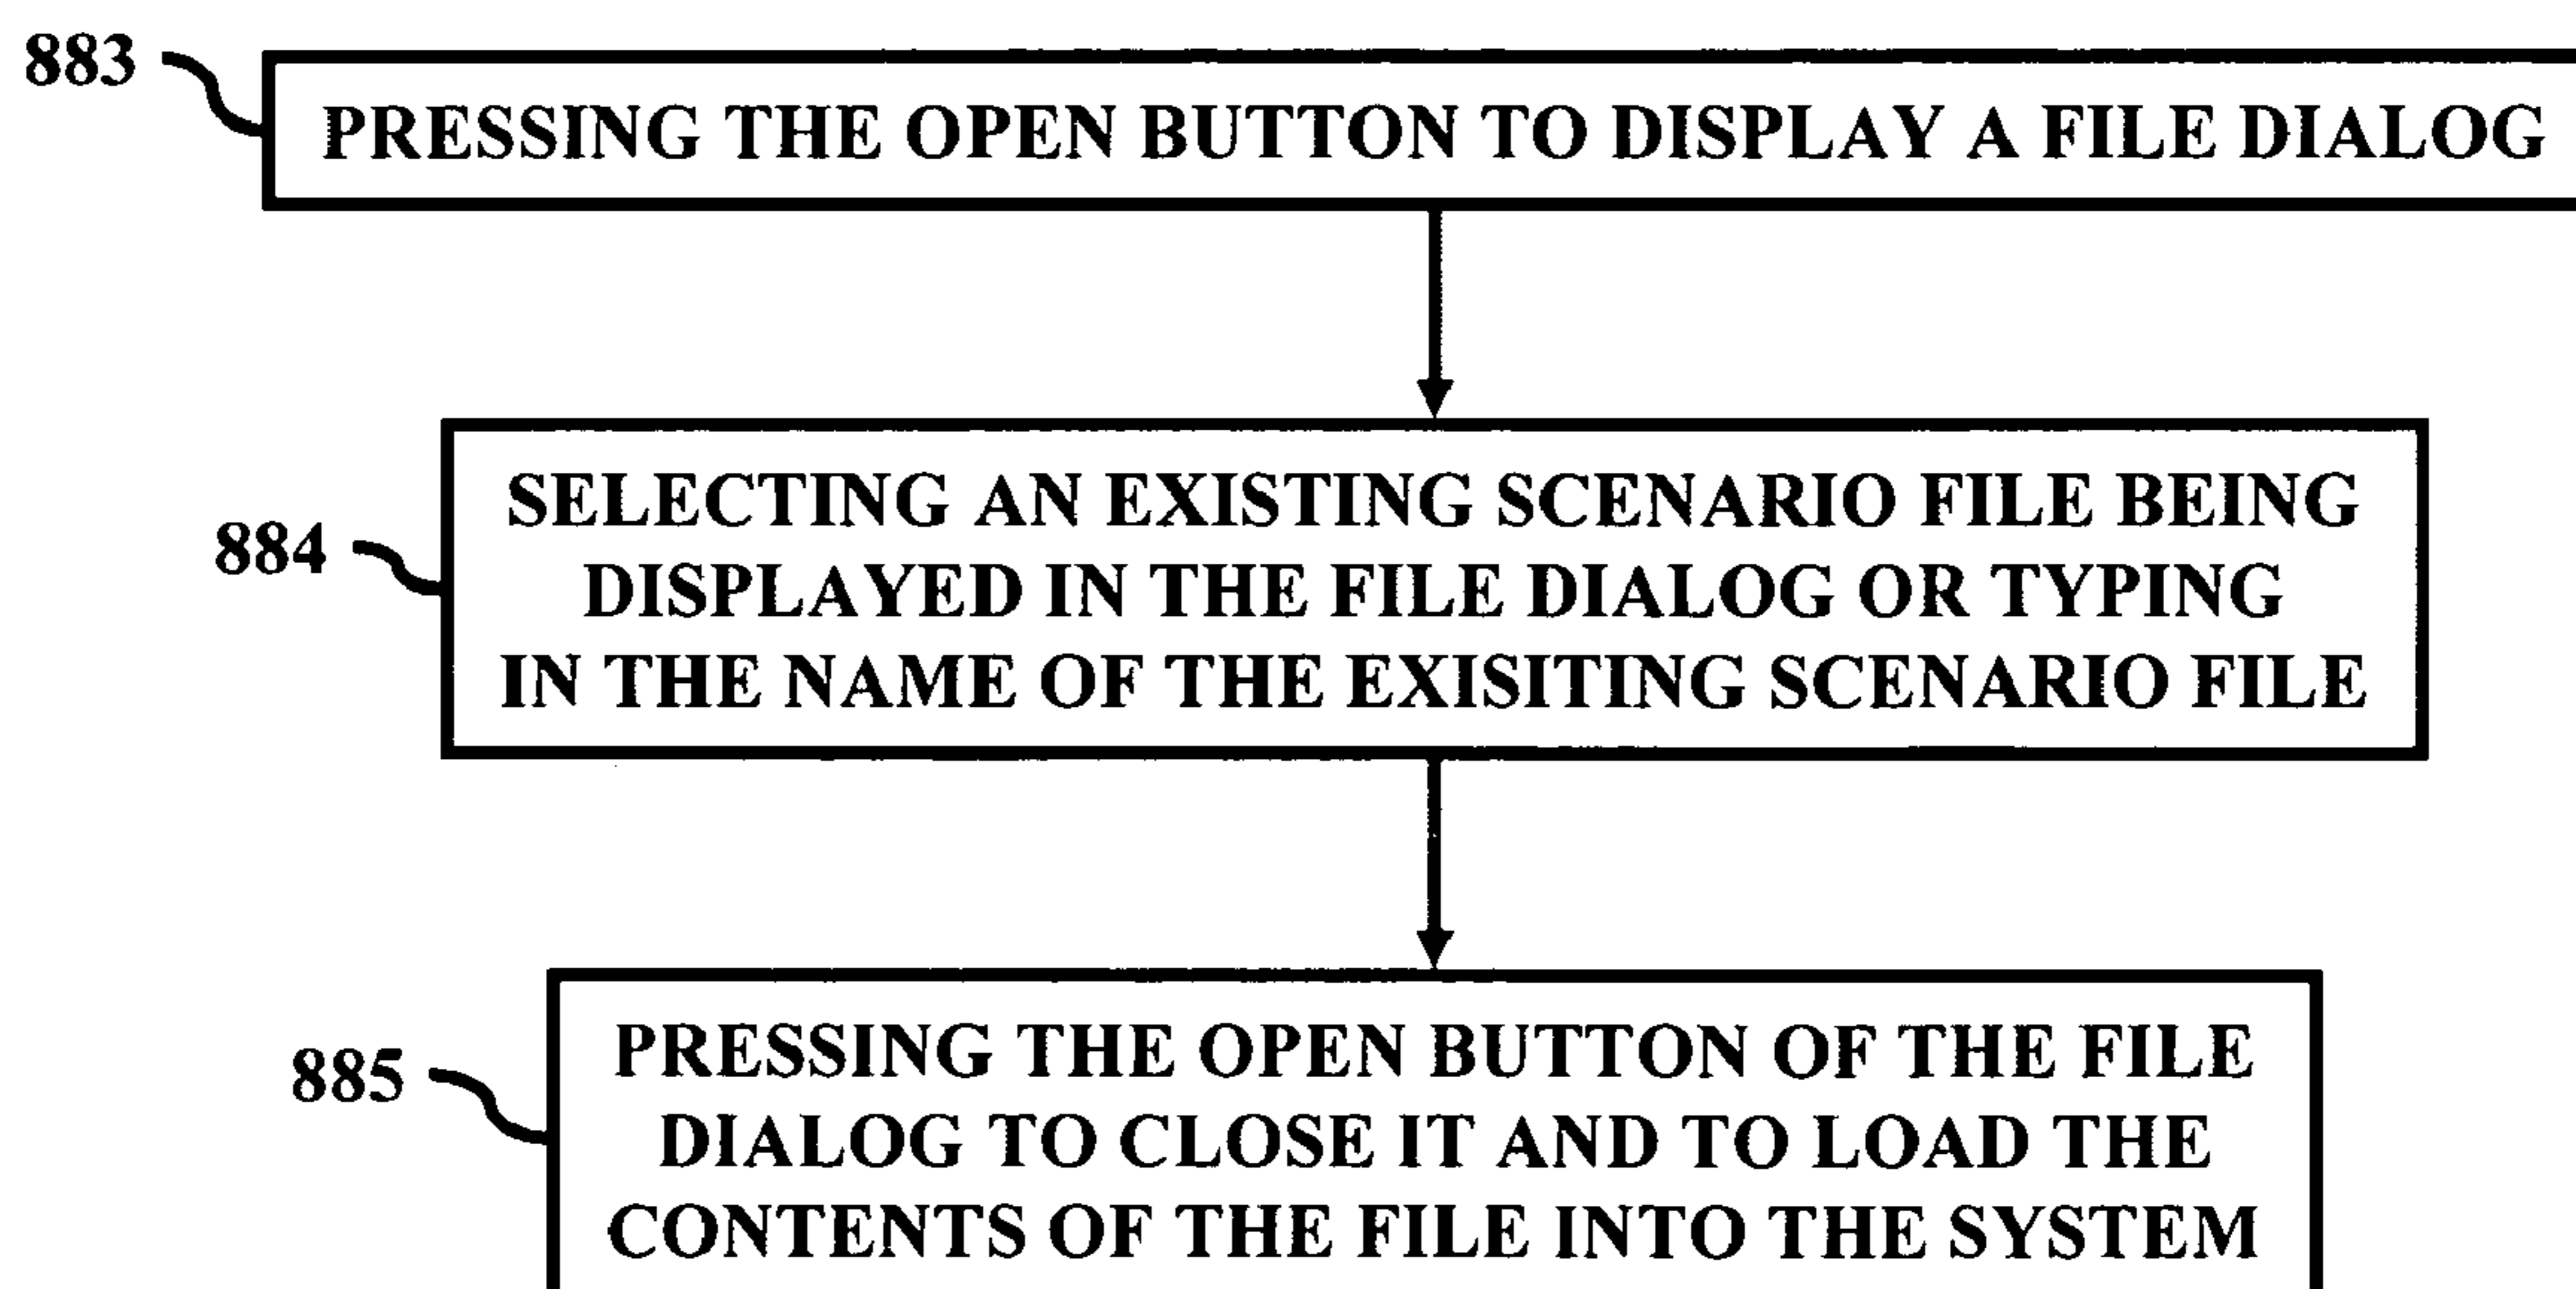 883
PRESSING THE OPEN BUTTON TO DISPLAY A FILE DIALOG
884
SELECTING AN EXISTING SCENARIO FILE BEING
DISPLAYED IN THE FILE DIALOG OR TYPING
IN THE NAME OF THE EXISITING SCENARIO FILE
885
PRESSING THE OPEN BUTTON OF THE FILE
DIALOG TO CLOSE IT AND TO LOAD THE
CONTENTS OF THE FILE INTO THE SYSTEM